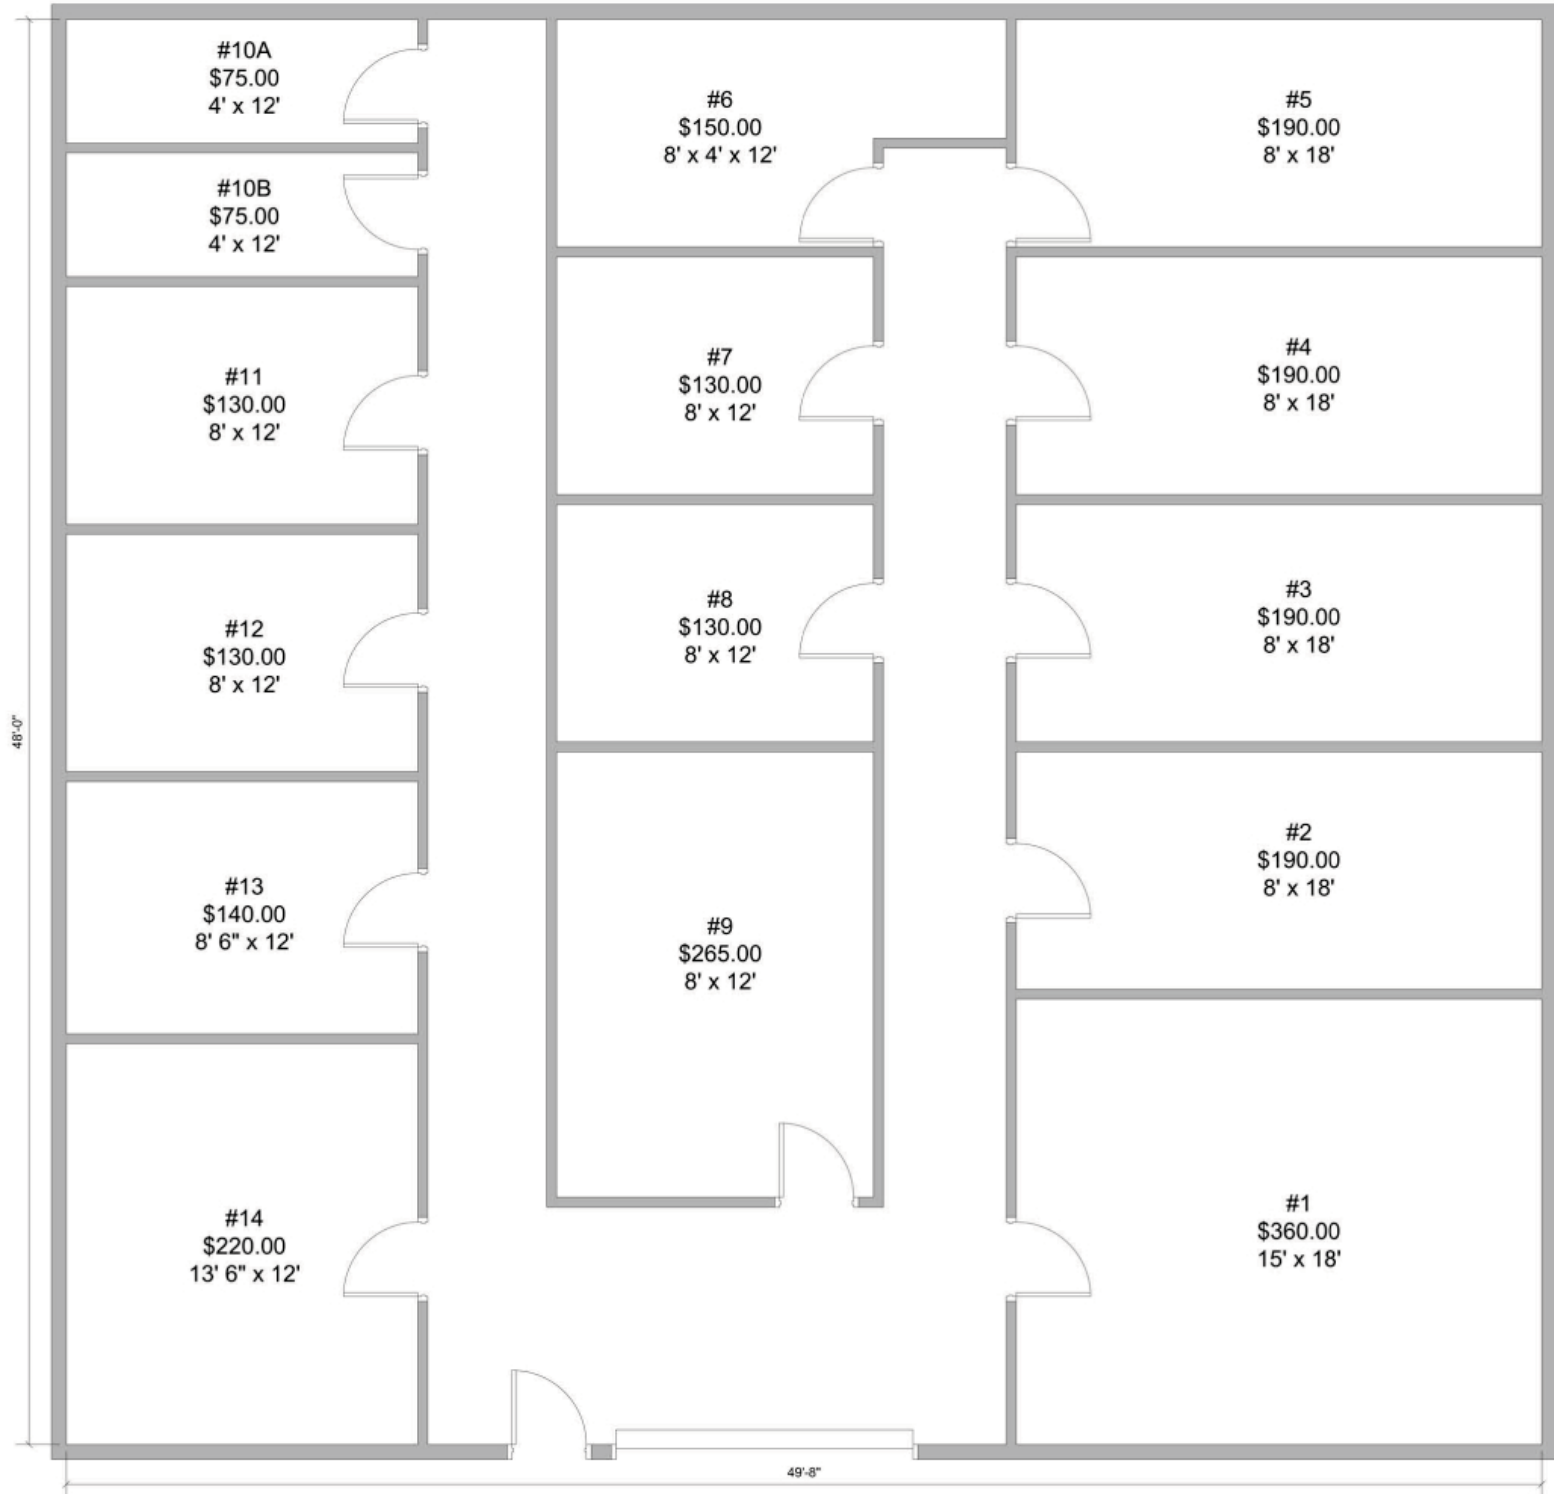 #10A
$75.00
4' x 12'
#10B
$75.00
4' x 12'
#11
$130.00
8' x 12'
#12
$130.00
8' x 12'
#13
$140.00
8' 6" x 12'
#14
$220.00
13' 6" x 12'
#6
$150.00
8' x 4' x 12'
#7
$130.00
8' x 12'
#8
$130.00
8' x 12'
#9
$265.00
8' x 12'
#5
$190.00
8' x 18'
#4
$190.00
8' x 18'
#3
$190.00
8' x 18'
#2
$190.00
8' x 18'
#1
$360.00
15' x 18'
48'-0"
49'-8"